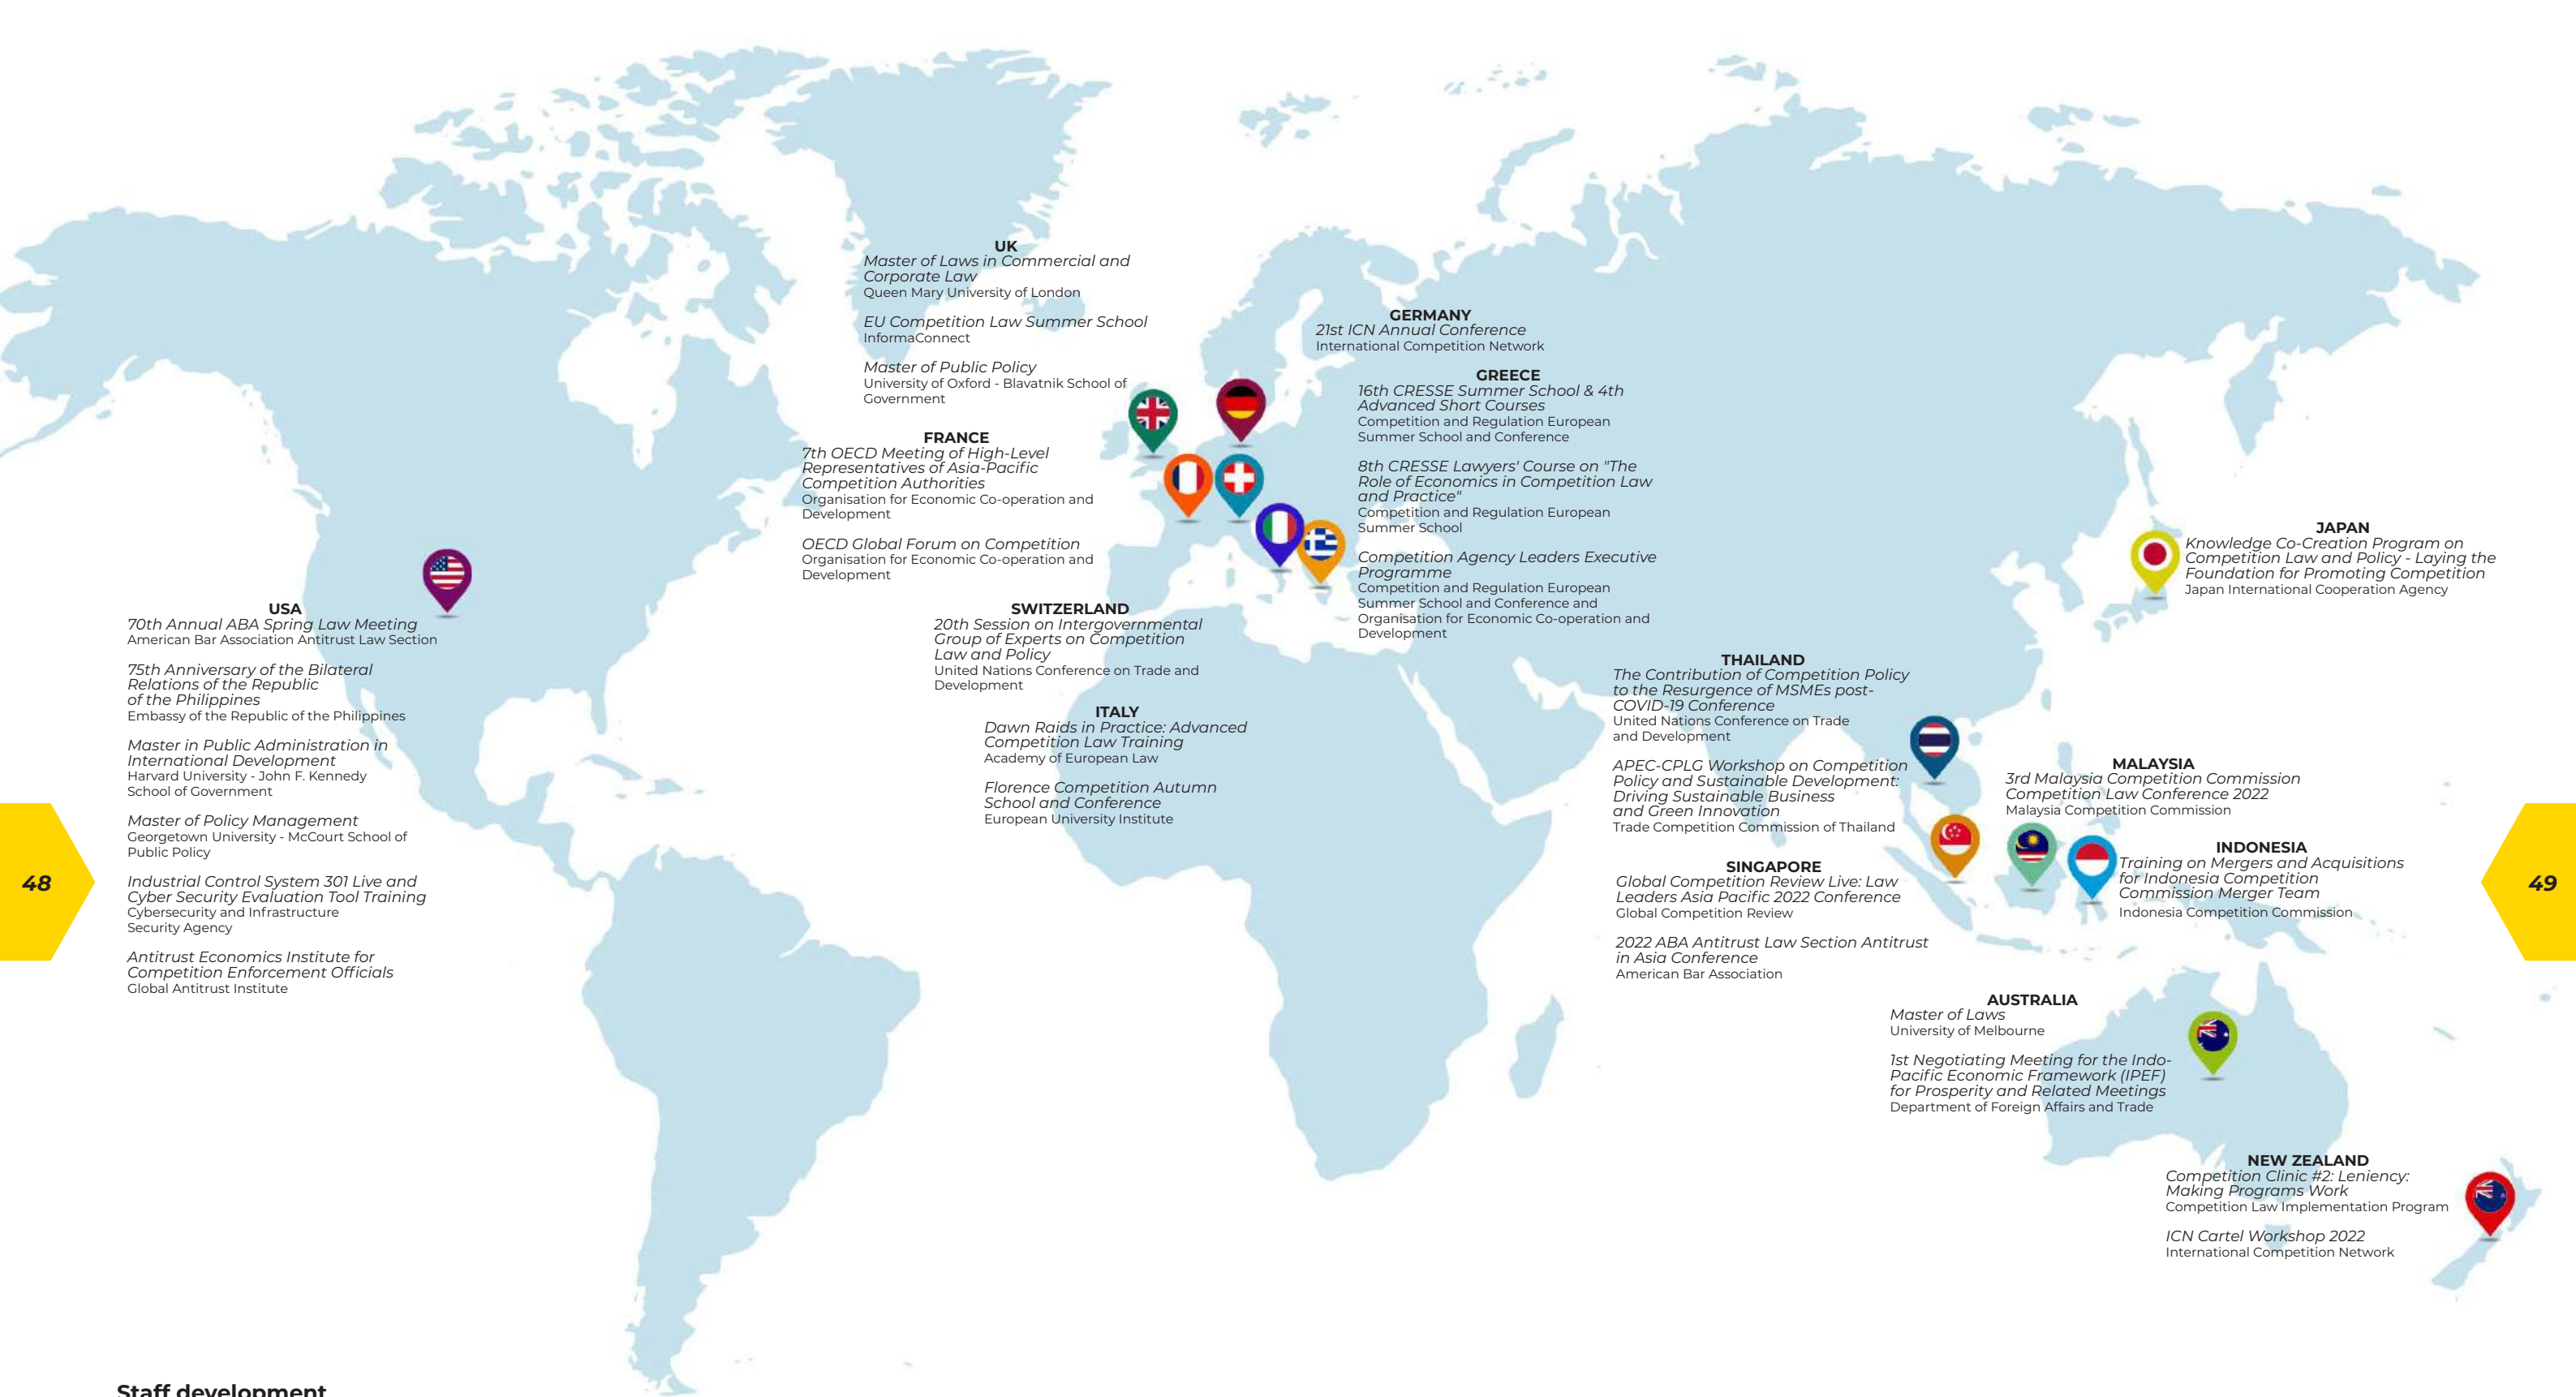 UK
Master of Laws in Commercial and
Corporate Law
Queen Mary University of London
EU Competition Law Summer School
InformaConnect
Master of Public Policy
University of Oxford - Blavatnik School of
Government
GERMANY
21st ICN Annual Conference
International Competition Network
GREECE
16th CRESSE Summer School & 4th
Advanced Short Courses
Competition and Regulation European
Summer School and Conference
8th CRESSE Lawyers' Course on "The
Role of Economics in Competition Law
and Practice"
Competition and Regulation European
Summer School
Competition Agency Leaders Executive
Programme
Competition and Regulation European
Summer School and Conference and
Organisation for Economic Co-operation and
Development
FRANCE
7th OECD Meeting of High-Level
Representatives of Asia-Pacific
Competition Authorities
Organisation for Economic Co-operation and
Development
OECD Global Forum on Competition
Organisation for Economic Co-operation and
Development
JAPAN
Knowledge Co-Creation Program on
Competition Law and Policy - Laying the
Foundation for Promoting Competition
Japan International Cooperation Agency
USA
70th Annual ABA Spring Law Meeting
American Bar Association Antitrust Law Section
75th Anniversary of the Bilateral
Relations of the Republic
of the Philippines
Embassy of the Republic of the Philippines
Master in Public Administration in
International Development
Harvard University - John F. Kennedy
School of Government
Master of Policy Management
Georgetown University - McCourt School of
Public Policy
Industrial Control System 301 Live and
Cyber Security Evaluation Tool Training
Cybersecurity and Infrastructure
Security Agency
Antitrust Economics Institute for
Competition Enforcement Officials
Global Antitrust Institute
SWITZERLAND
20th Session on Intergovernmental
Group of Experts on Competition
Law and Policy
United Nations Conference on Trade and
Development
ITALY
Dawn Raids in Practice: Advanced
Competition Law Training
Academy of European Law
Florence Competition Autumn
School and Conference
European University Institute
THAILAND
The Contribution of Competition Policy
to the Resurgence of MSMEs post-
COVID-19 Conference
United Nations Conference on Trade
and Development
APEC-CPLG Workshop on Competition
Policy and Sustainable Development:
Driving Sustainable Business
and Green Innovation
Trade Competition Commission of Thailand
MALAYSIA
3rd Malaysia Competition Commission
Competition Law Conference 2022
Malaysia Competition Commission
INDONESIA
Training on Mergers and Acquisitions
for Indonesia Competition
Commission Merger Team
Indonesia Competition Commission
SINGAPORE
Global Competition Review Live: Law
Leaders Asia Pacific 2022 Conference
Global Competition Review
2022 ABA Antitrust Law Section Antitrust
in Asia Conference
American Bar Association
48
49
AUSTRALIA
Master of Laws
University of Melbourne
1st Negotiating Meeting for the Indo-
Pacific Economic Framework (IPEF)
for Prosperity and Related Meetings
Department of Foreign Affairs and Trade
NEW ZEALAND
Competition Clinic #2: Leniency:
Making Programs Work
Competition Law Implementation Program
ICN Cartel Workshop 2022
International Competition Network
Staff development